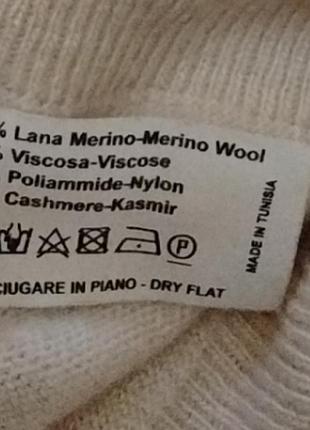 % Lana Merino-Merino Wool
% Viscosa-Viscose
Poliammide-Nylon
Cashmere-Kasmir
P
CIUGARE IN PIANO - DRY FLAT
MADE IN TUNISIA